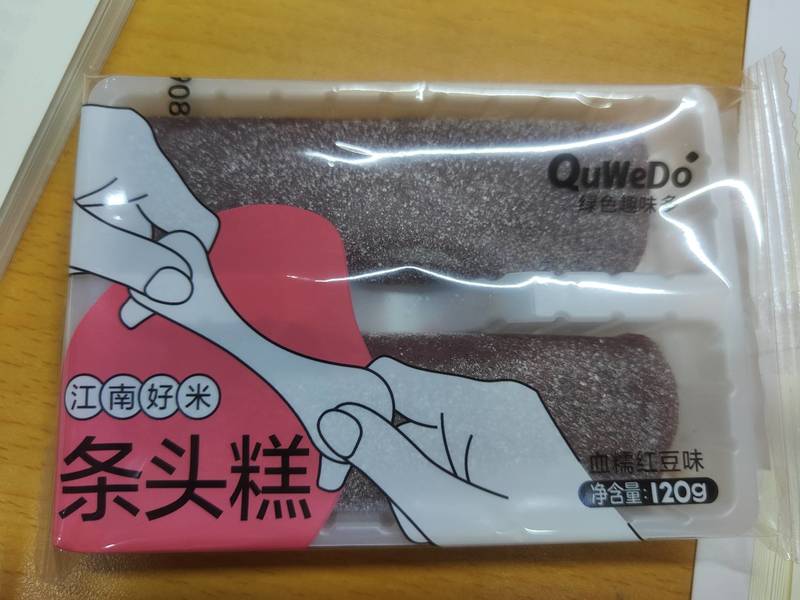 908
QuWeDo
绿色趣味多
江南好米
条头糕
血糯红豆味
净含量:120g